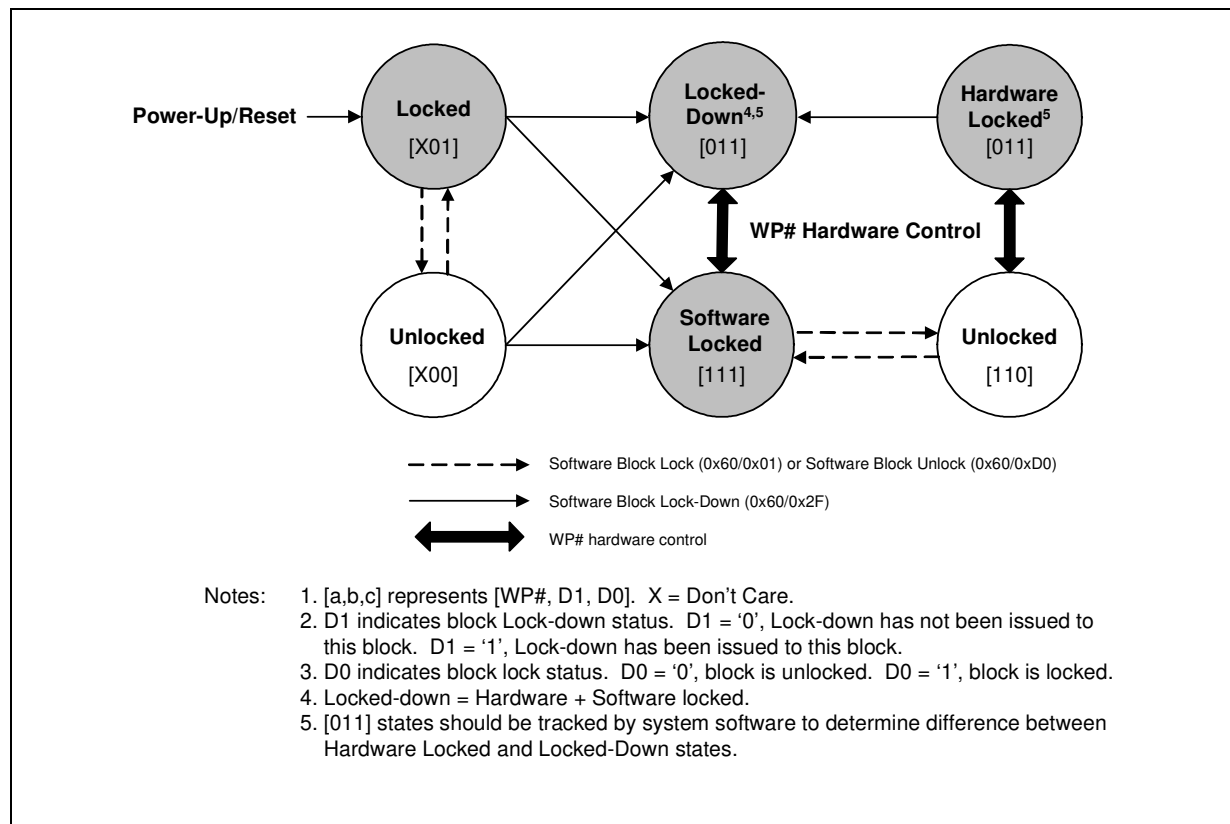 Power-Up/Reset
Locked
[X01]
Locked-
Down4,5
[011]
Hardware
Locked5
[011]
WP# Hardware Control
Unlocked
[X00]
Software
Locked
[111]
Unlocked
[110]
Software Block Lock (0x60/0x01) or Software Block Unlock (0x60/0xD0)
Software Block Lock-Down (0x60/0x2F)
WP# hardware control
Notes: 1. [a,b,c] represents [WP#, D1, D0]. X = Don’t Care.
2. D1 indicates block Lock-down status. D1 = ‘0’, Lock-down has not been issued to
this block. D1 = ‘1’, Lock-down has been issued to this block.
3. D0 indicates block lock status. D0 = ‘0’, block is unlocked. D0 = ‘1’, block is locked.
4. Locked-down = Hardware + Software locked.
5. [011] states should be tracked by system software to determine difference between
Hardware Locked and Locked-Down states.